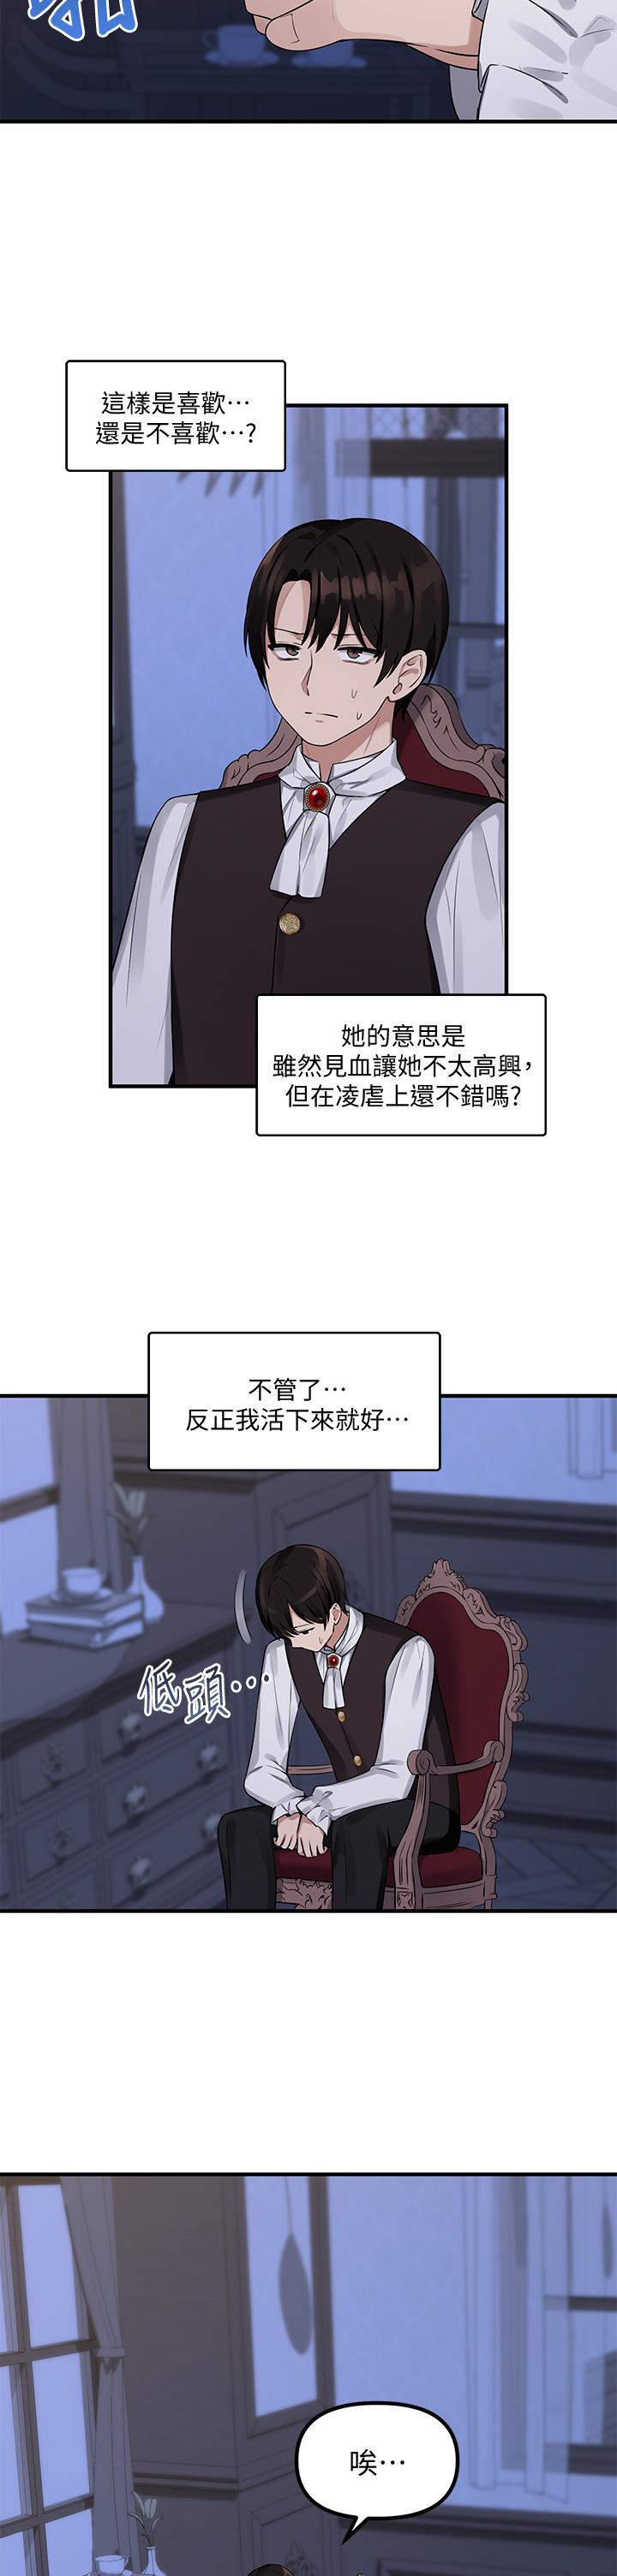 這樣是喜歡⋯
還是不喜歡⋯?
她的意思是
雖然見血讓她不太高興,
但在凌虐上還不錯嗎?
不管了⋯
反正我活下來就好⋯
低頭⋯
唉⋯